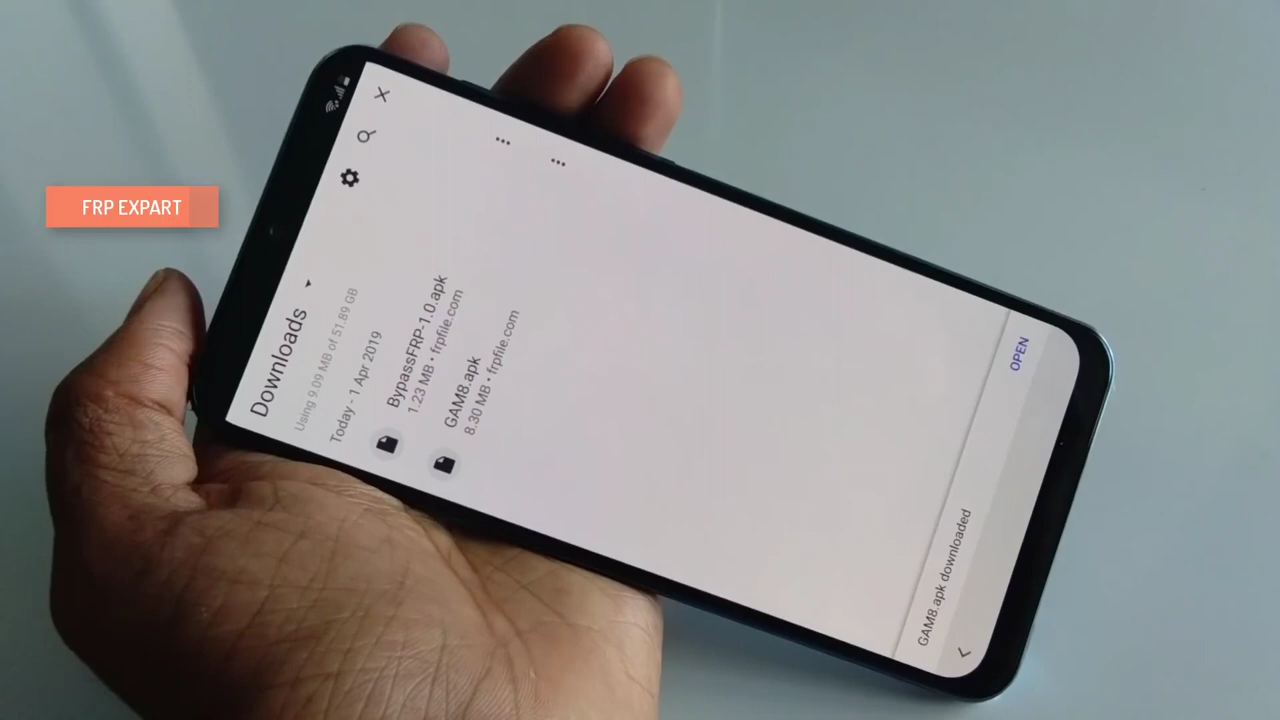 FRP EXPART
Downloads
Using 9.09 MB of 51.89 GB
Today - 1 Apr 2019
BypassFRP-1.0.apk
1.23 MB • frpfile.com
GAM8.apk
8.30 MB • frpfile.com
GAM8.apk downloaded
OPEN